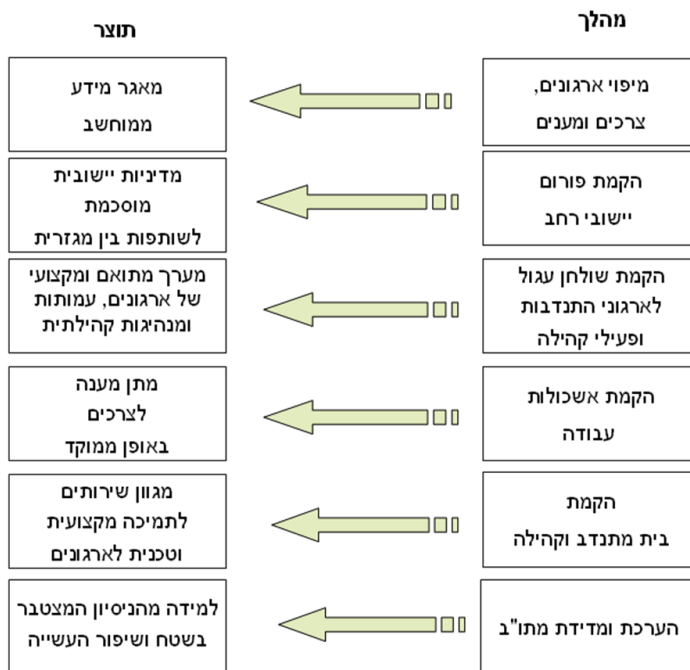 מהלך
תוצר
מיפוי ארגונים,
צרכים ומענים
מאגר מידע
ממוחשב
הקמת פורום
יישובי רחב
מדיניות יישובית
מוסכמת
לשותפות בין מגזרית
הקמת שולחן עגול
לארגוני התנדבות
ופעילי קהילה
מערך מתואם ומקצועי
של ארגונים, עמותות
ומנהיגות קהילתית
הקמת אשכולות
עבודה
מתן מענה
לצרכים
באופן ממוקד
הקמת
בית מתנדב וקהילה
מגוון שירותים
לתמיכה מקצועית
וטכנית לארגונים
הערכת ומדידת מתו"ב
למידה מהניסיון המצטבר
בשטח ושיפור העשייה